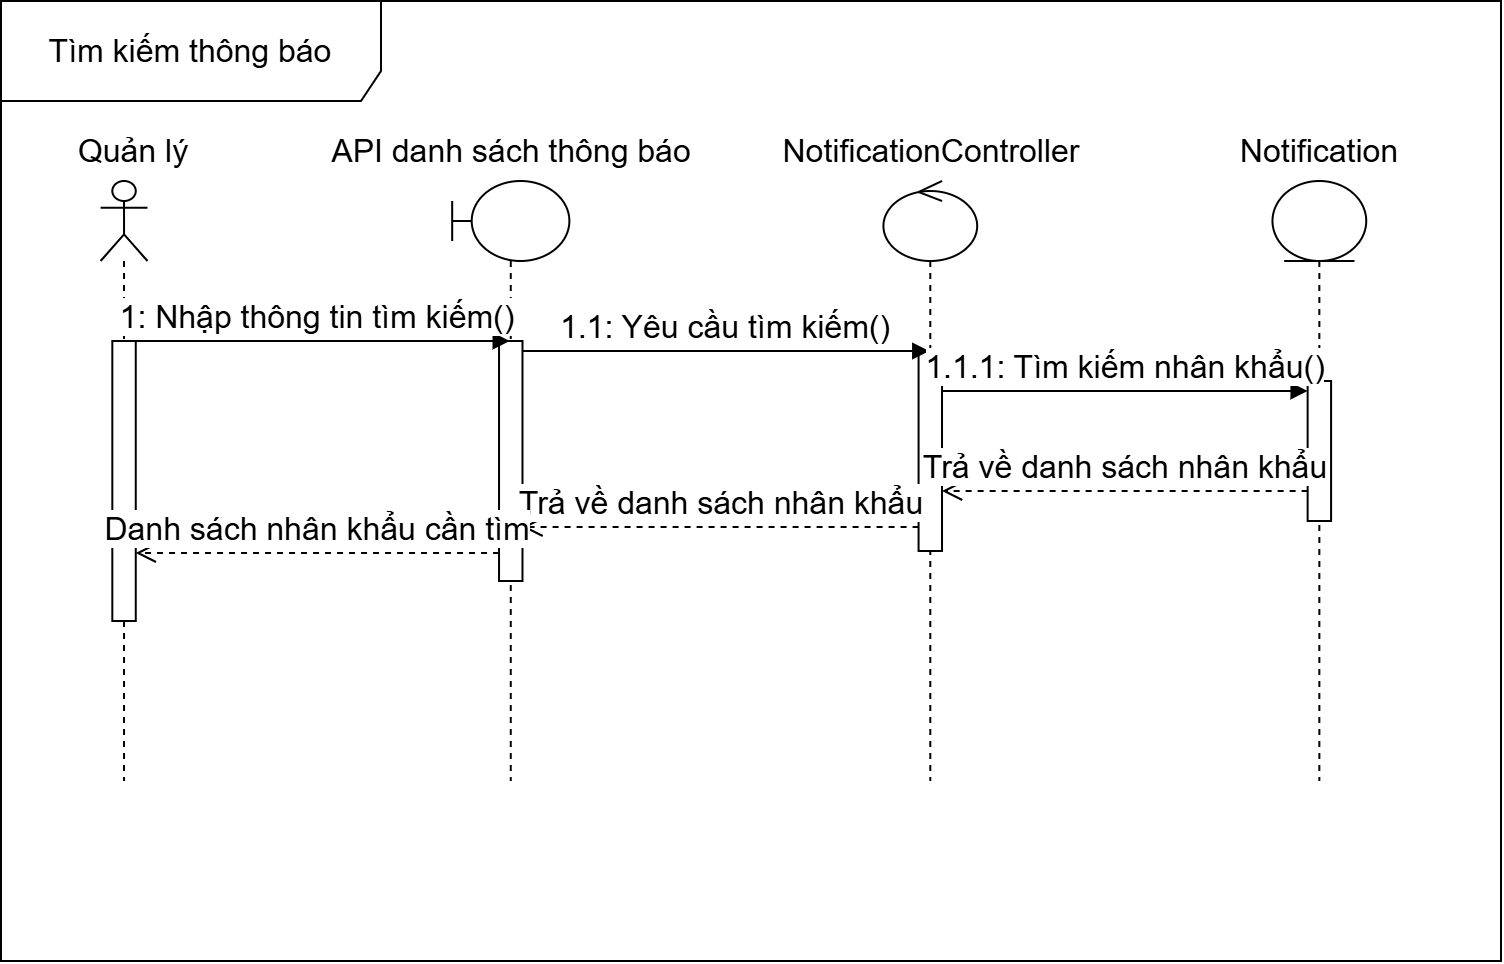 Tìm kiếm thông báo
Quản lý
API danh sách thông báo
NotificationController
Notification
1: Nhập thông tin tìm kiếm()
1.1: Yêu cầu tìm kiếm()
1.1.1: Tìm kiếm nhân khẩu()
Trả về danh sách nhân khẩu
Trả về danh sách nhân khẩu
Danh sách nhân khẩu cần tìm